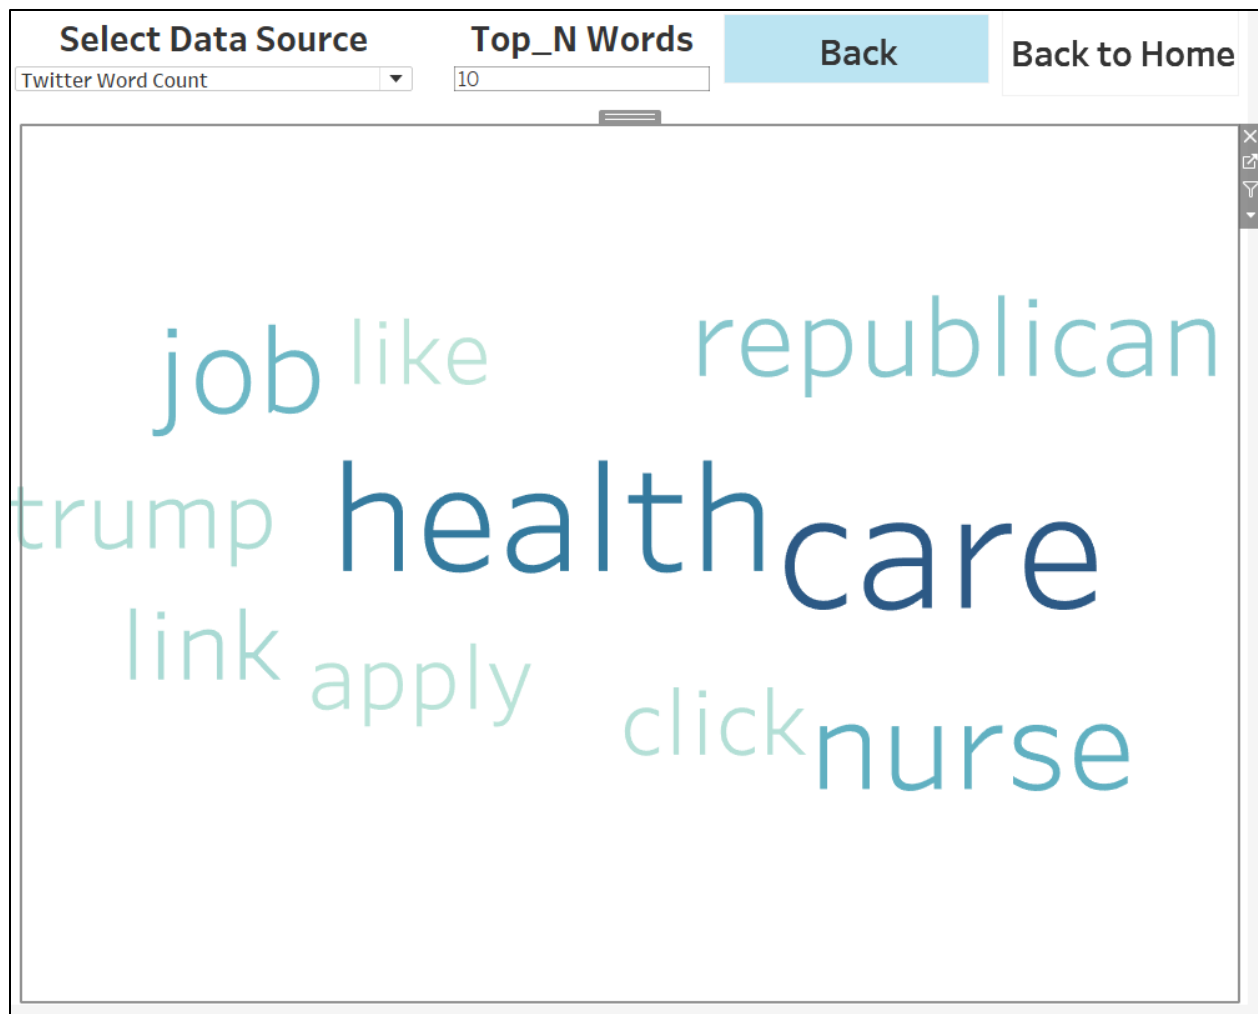 Select Data Source
Top_N Words
Back
Back to Home
Twitter Word Count
10
job like
republican
trump
health care
link
apply
click nurse